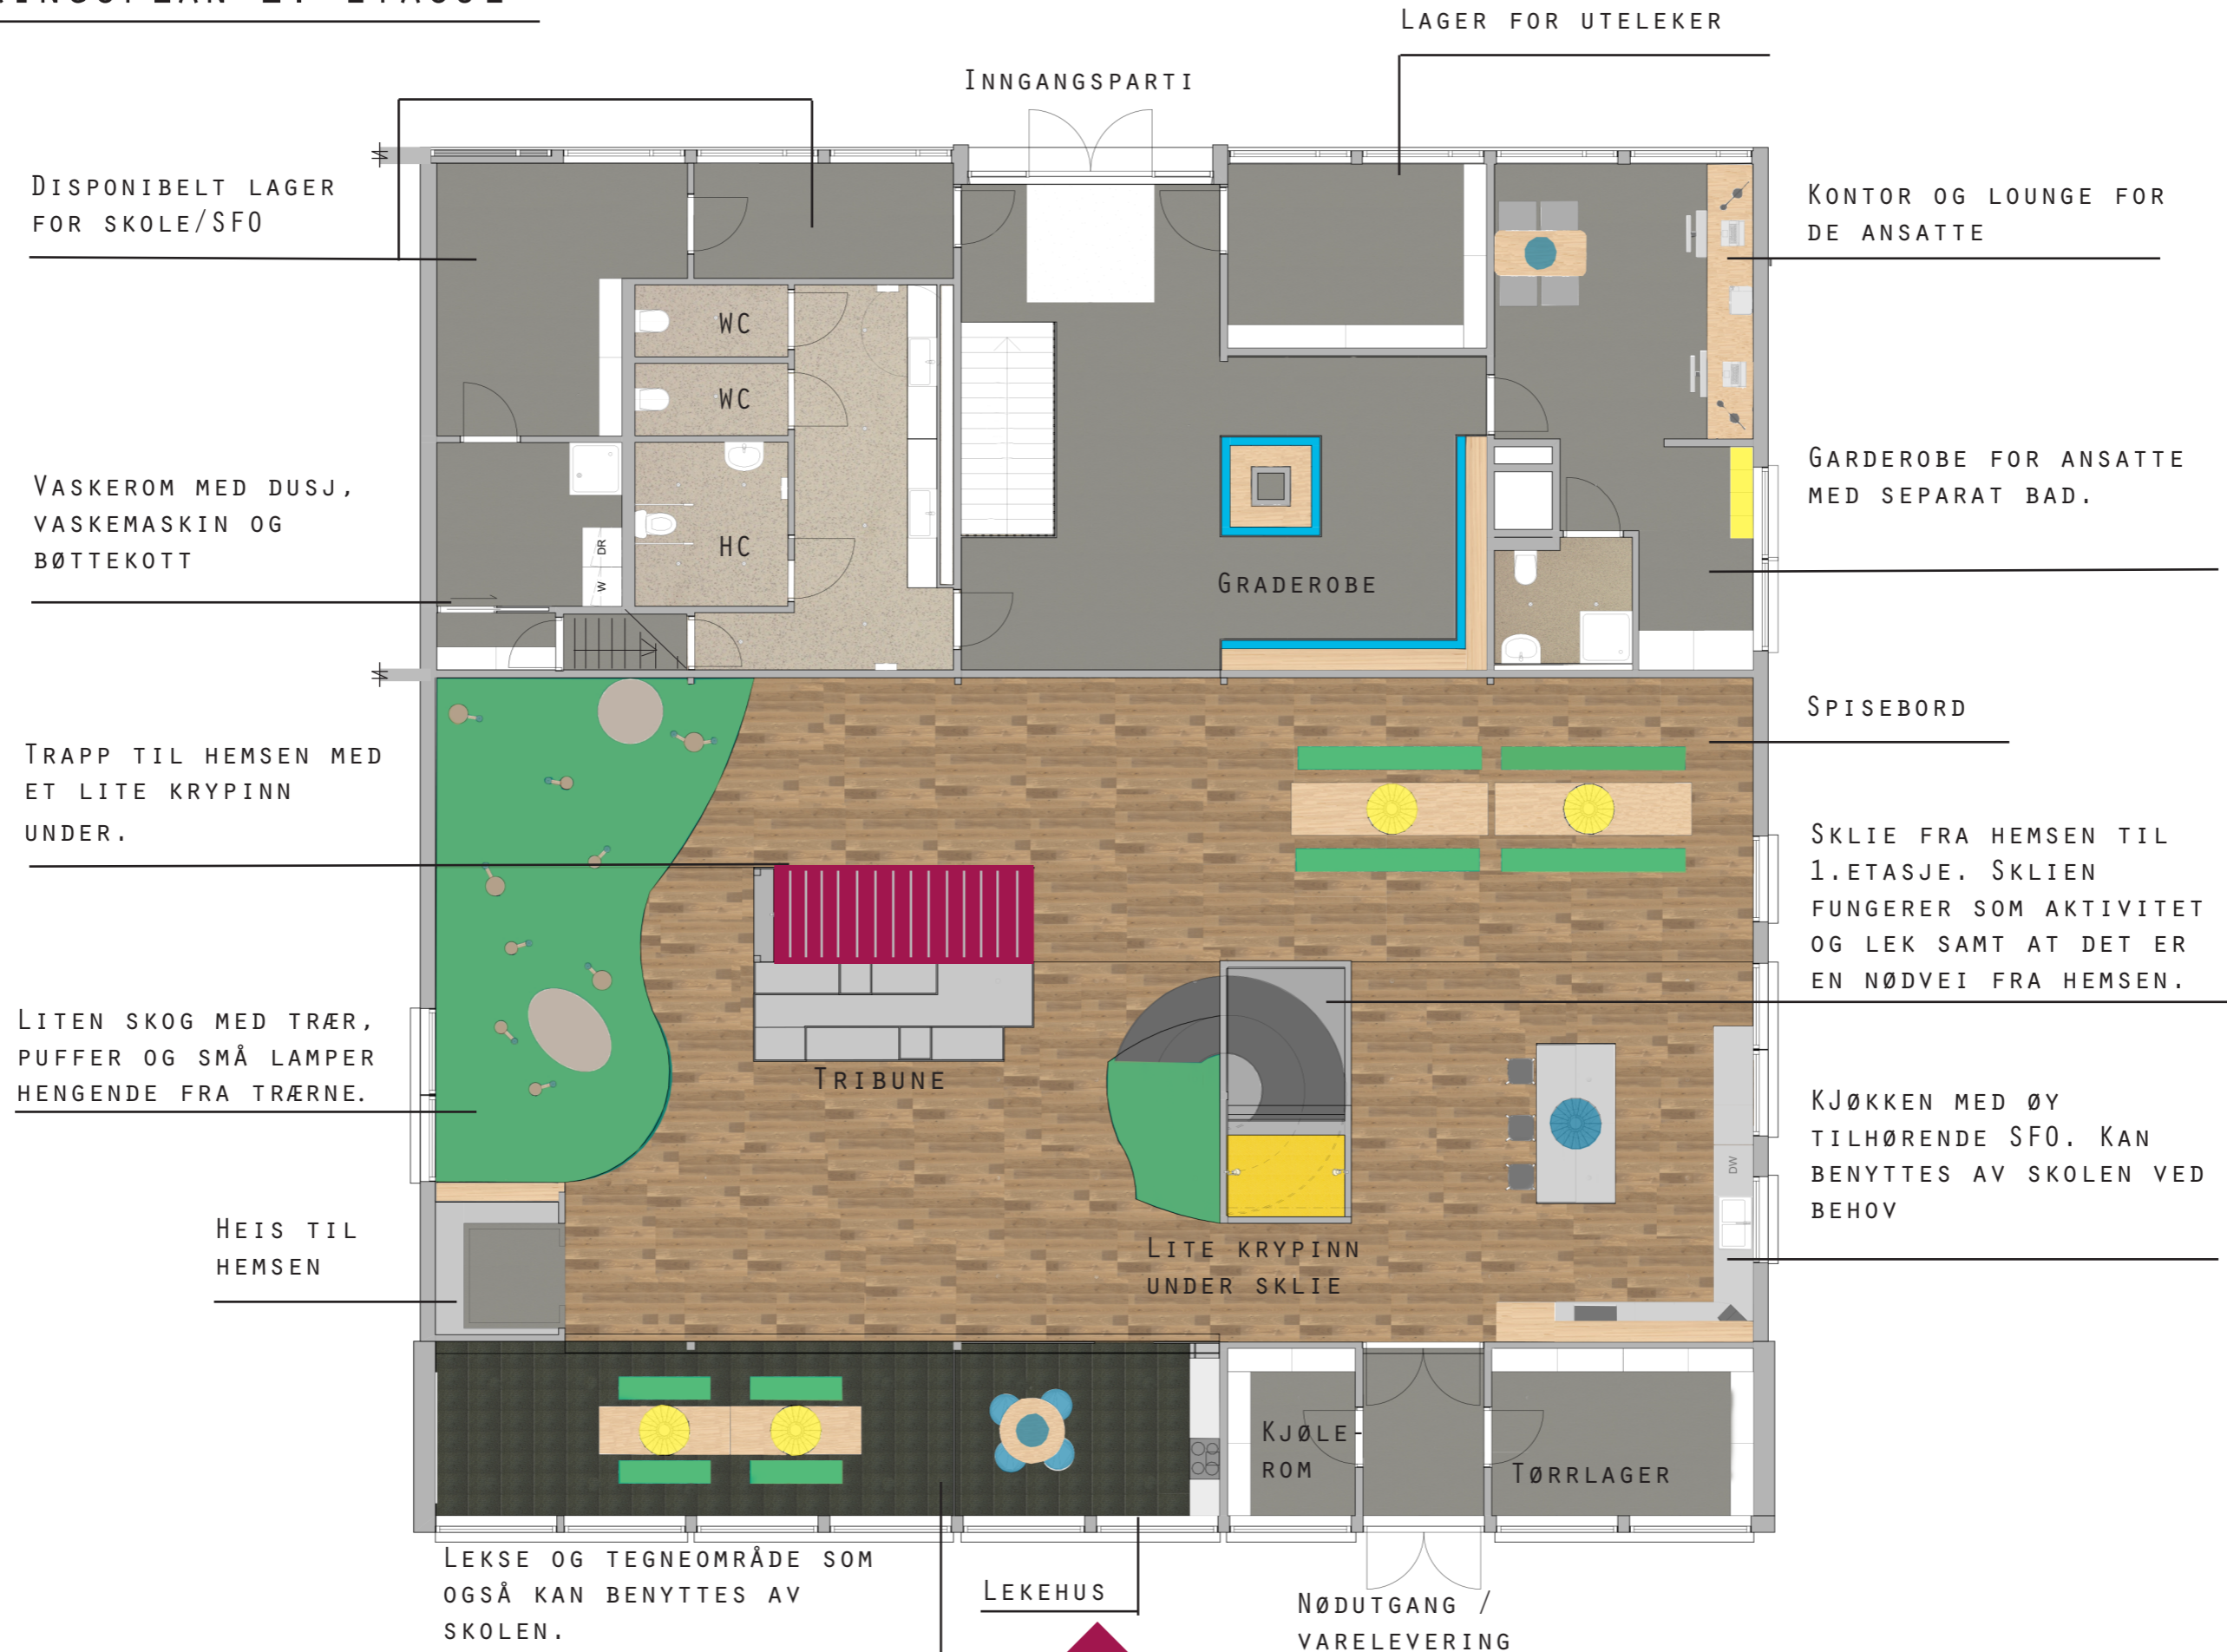 LAGER FOR UTELEKER
INNGANGSPARTI
DISPONIBELT LAGER
FOR SKOLE/SFO
KONTOR OG LOUNGE FOR
DE ANSATTE
WC
WC
VASKEROM MED DUSJ,
VASKEMASKIN OG
BØTTEKOTT
DR
W
HC
GRADEROBE
GARDEROBE FOR ANSATTE
MED SEPARAT BAD.
SPISEBORD
TRAPP TIL HEMSEN MED
ET LITE KRYPINN
UNDER.
SKLIE FRA HEMSEN TIL
1.ETASJE. SKLIEN
FUNGERER SOM AKTIVITET
OG LEK SAMT AT DET ER
EN NØDVEI FRA HEMSEN.
LITEN SKOG MED TRÆR,
PUFFER OG SMÅ LAMPER
HENGENDE FRA TRÆRNE.
TRIBUNE
KJØKKEN MED ØY
TILHØRENDE SFO. KAN
BENYTTES AV SKOLEN VED
BEHOV
DW
HEIS TIL
HEMSEN
LITE KRYPINN
UNDER SKLIE
KJØLE-
ROM
TØRRLAGER
LEKSE OG TEGNEOMRÅDE SOM
OGSÅ KAN BENYTTES AV
SKOLEN.
LEKEHUS
NØDUTGANG /
VARELEVERING